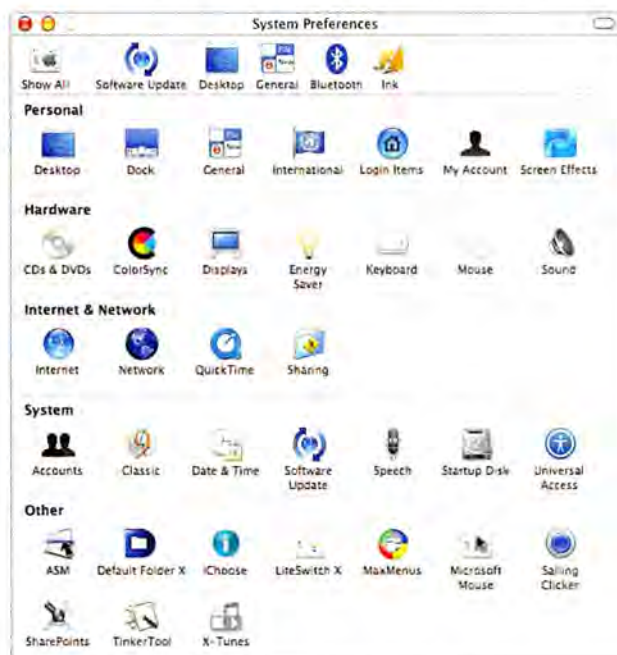 System Preferences
Show All Software Update Desktop General Bluetooth Ink
Personal
Desktop Dock General International Login Items My Account Screen Effects
Hardware
CDs & DVDs ColorSync Displays Energy Saver Keyboard Mouse Sound
Internet & Network
Internet Network QuickTime Sharing
System
Accounts Classic Date & Time Software Update Speech Startup Disk Universal Access
Other
ASM Default Folder X iChoose LiteSwitch X MaxMenus Microsoft Mouse Salling Clicker
SharePoints TinkerTool X-Tunes